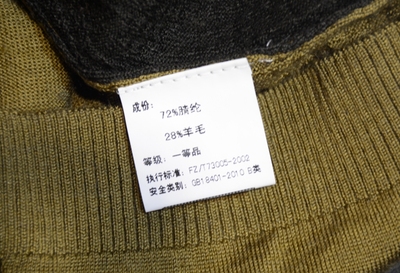 成份：
72%腈纶
28%羊毛
等级：一等品
执行标准：FZ/T73005-2002
安全类别：GB18401-2010 B类